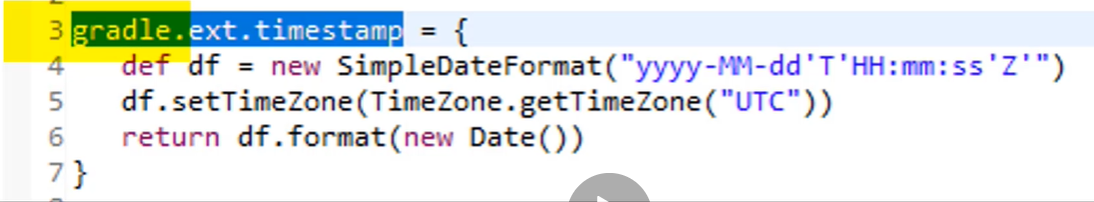 3 gradle.ext.timestamp = {
4 def df = new SimpleDateFormat("yyyy-MM-dd'T'HH:mm:ss'Z'")
5 df.setTimeZone(TimeZone.getTimeZone("UTC"))
6 return df.format(new Date())
7 }